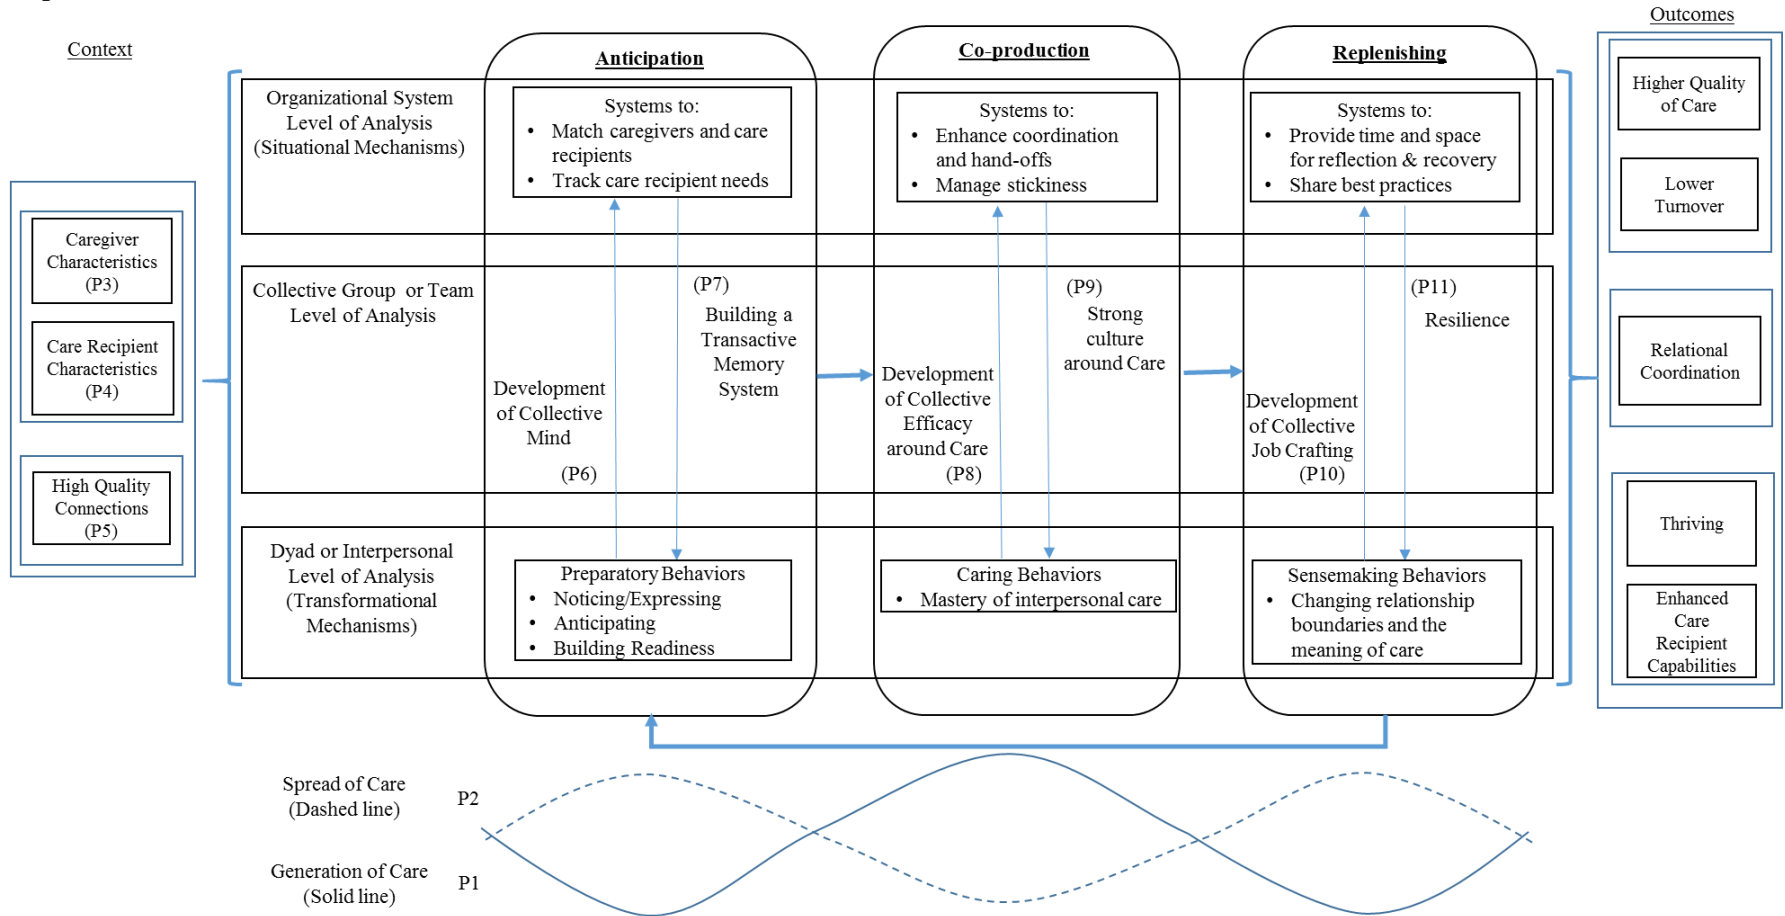 Context
Caregiver
Characteristics
(P3)
Care Recipient
Characteristics
(P4)
High Quality
Connections
(P5)
Organizational System
Level of Analysis
(Situational Mechanisms)
Collective Group or Team
Level of Analysis
Dyad or Interpersonal
Level of Analysis
(Transformational
Mechanisms)
Anticipation
Systems to:
• Match caregivers and care
recipients
• Track care recipient needs
(P7)
Building a
Transactive
Memory
System
Development
of Collective
Mind
(P6)
Preparatory Behaviors
• Noticing/Expressing
• Anticipating
• Building Readiness
Co-production
Systems to:
• Enhance coordination
and hand-offs
• Manage stickiness
(P9)
Strong
culture
around Care
Development
of Collective
Efficacy
around Care
(P8)
Caring Behaviors
• Mastery of interpersonal care
Replenishing
Systems to:
• Provide time and space
for reflection & recovery
• Share best practices
(P11)
Resilience
Development
of Collective
Job Crafting
(P10)
Sensemaking Behaviors
• Changing relationship
boundaries and the
meaning of care
Outcomes
Higher Quality
of Care
Lower
Turnover
Relational
Coordination
Thriving
Enhanced
Care
Recipient
Capabilities
Spread of Care
(Dashed line)
P2
Generation of Care
(Solid line)
P1